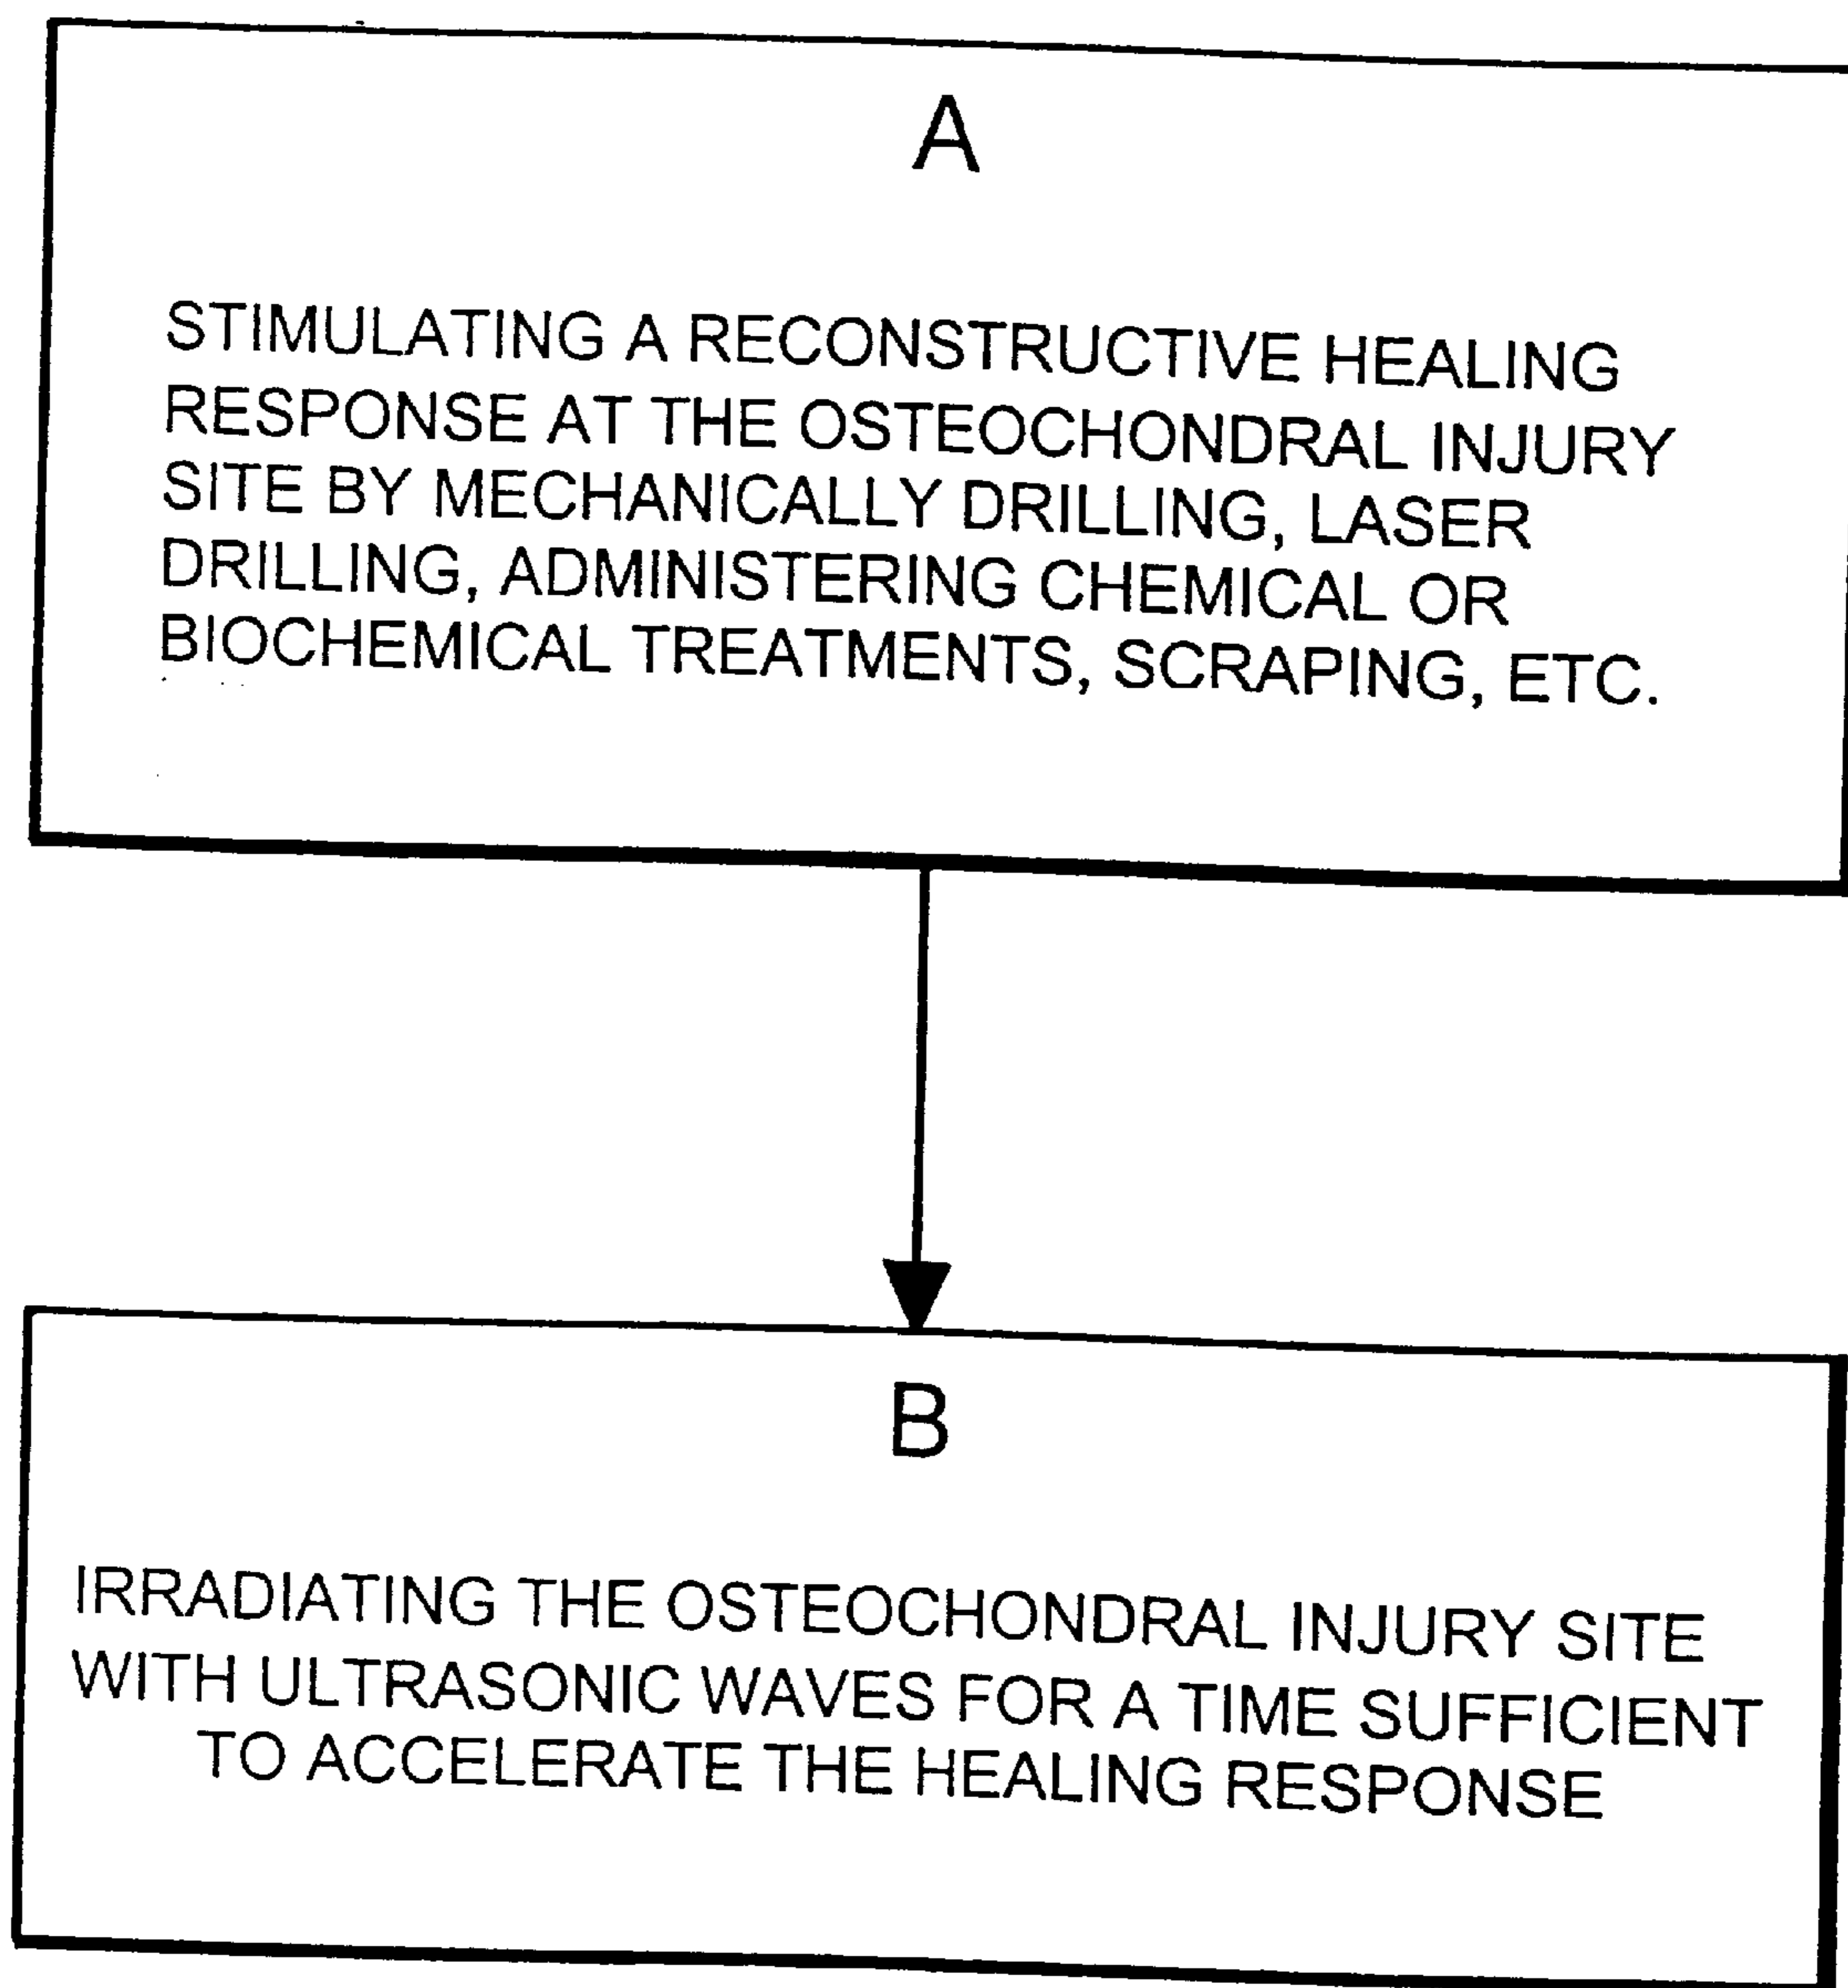 A
STIMULATING A RECONSTRUCTIVE HEALING
RESPONSE AT THE OSTEOCHONDRAL INJURY
SITE BY MECHANICALLY DRILLING, LASER
DRILLING, ADMINISTERING CHEMICAL OR
BIOCHEMICAL TREATMENTS, SCRAPING, ETC.
B
IRRADIATING THE OSTEOCHONDRAL INJURY SITE
WITH ULTRASONIC WAVES FOR A TIME SUFFICIENT
TO ACCELERATE THE HEALING RESPONSE